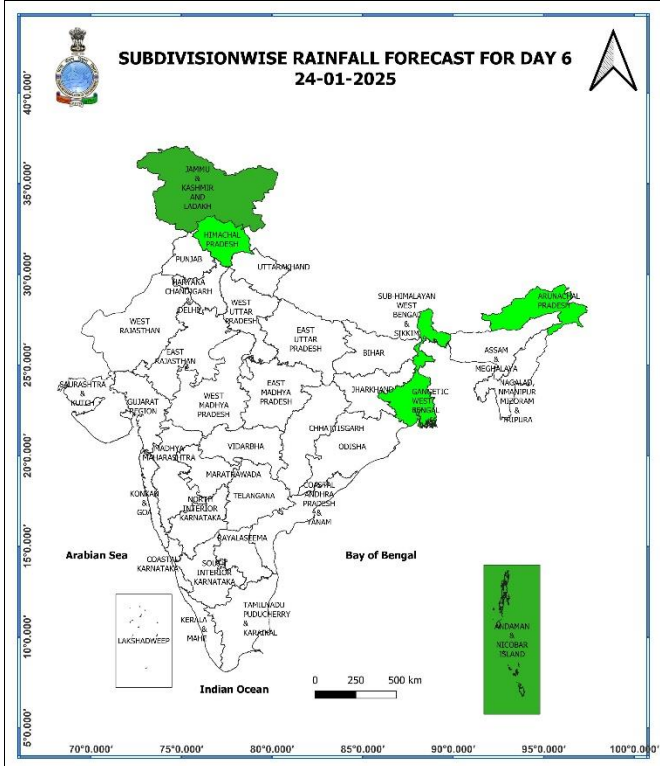 SUBDIVISIONWISE RAINFALL FORECAST FOR DAY 6
24-01-2025
40°0.000'
35°0.000'
30°0.000'
25°0.000'
20°0.000'
15°0.000'
10°0.000'
5°0.000'
JAMMU
&
KASHMIR
AND
LADAKH
HIMACHAL
PRADESH
PUNJAB
UTTARAKHAND
HARYANA
CHANDIGARH
&
DELHI
WEST
RAJASTHAN
WEST
UTTAR
PRADESH
EAST
UTTAR
PRADESH
SUB HIMALAYAN
WEST
BENGAL
&
SIKKIM
ARUNACHAL
PRADESH
EAST
RAJASTHAN
BIHAR
ASSAM
&
MEGHALAYA
SAURASHTRA
&
KUTCH
GUJARAT
REGION
WEST
MADHYA
PRADESH
EAST
MADHYA
PRADESH
JHARKHAND
GANGETIC
WEST
BENGAL
MIZORAM
&
TRIPURA
CHHATTISGARH
ODISHA
MADHYA
MAHARASHTRA
VIDARBHA
MARATHWADA
KONKAN
&
GOA
NORTH
INTERIOR
KARNATAKA
TELANGANA
COASTAL
ANDHRA
PRADESH
&
YANAM
RAYALASEEMA
Arabian Sea
Bay of Bengal
COASTAL
KARNATAKA
SOUTH
INTERIOR
KARNATAKA
LAKSHADWEEP
KERALA
&
MAHE
TAMILNADU
PUDUCHERRY
&
KARAIKAL
ANDAMAN
&
NICOBAR
ISLAND
Indian Ocean
0 250 500 km
70°0.000' 75°0.000' 80°0.000' 85°0.000' 90°0.000' 95°0.000' 100°0.000'